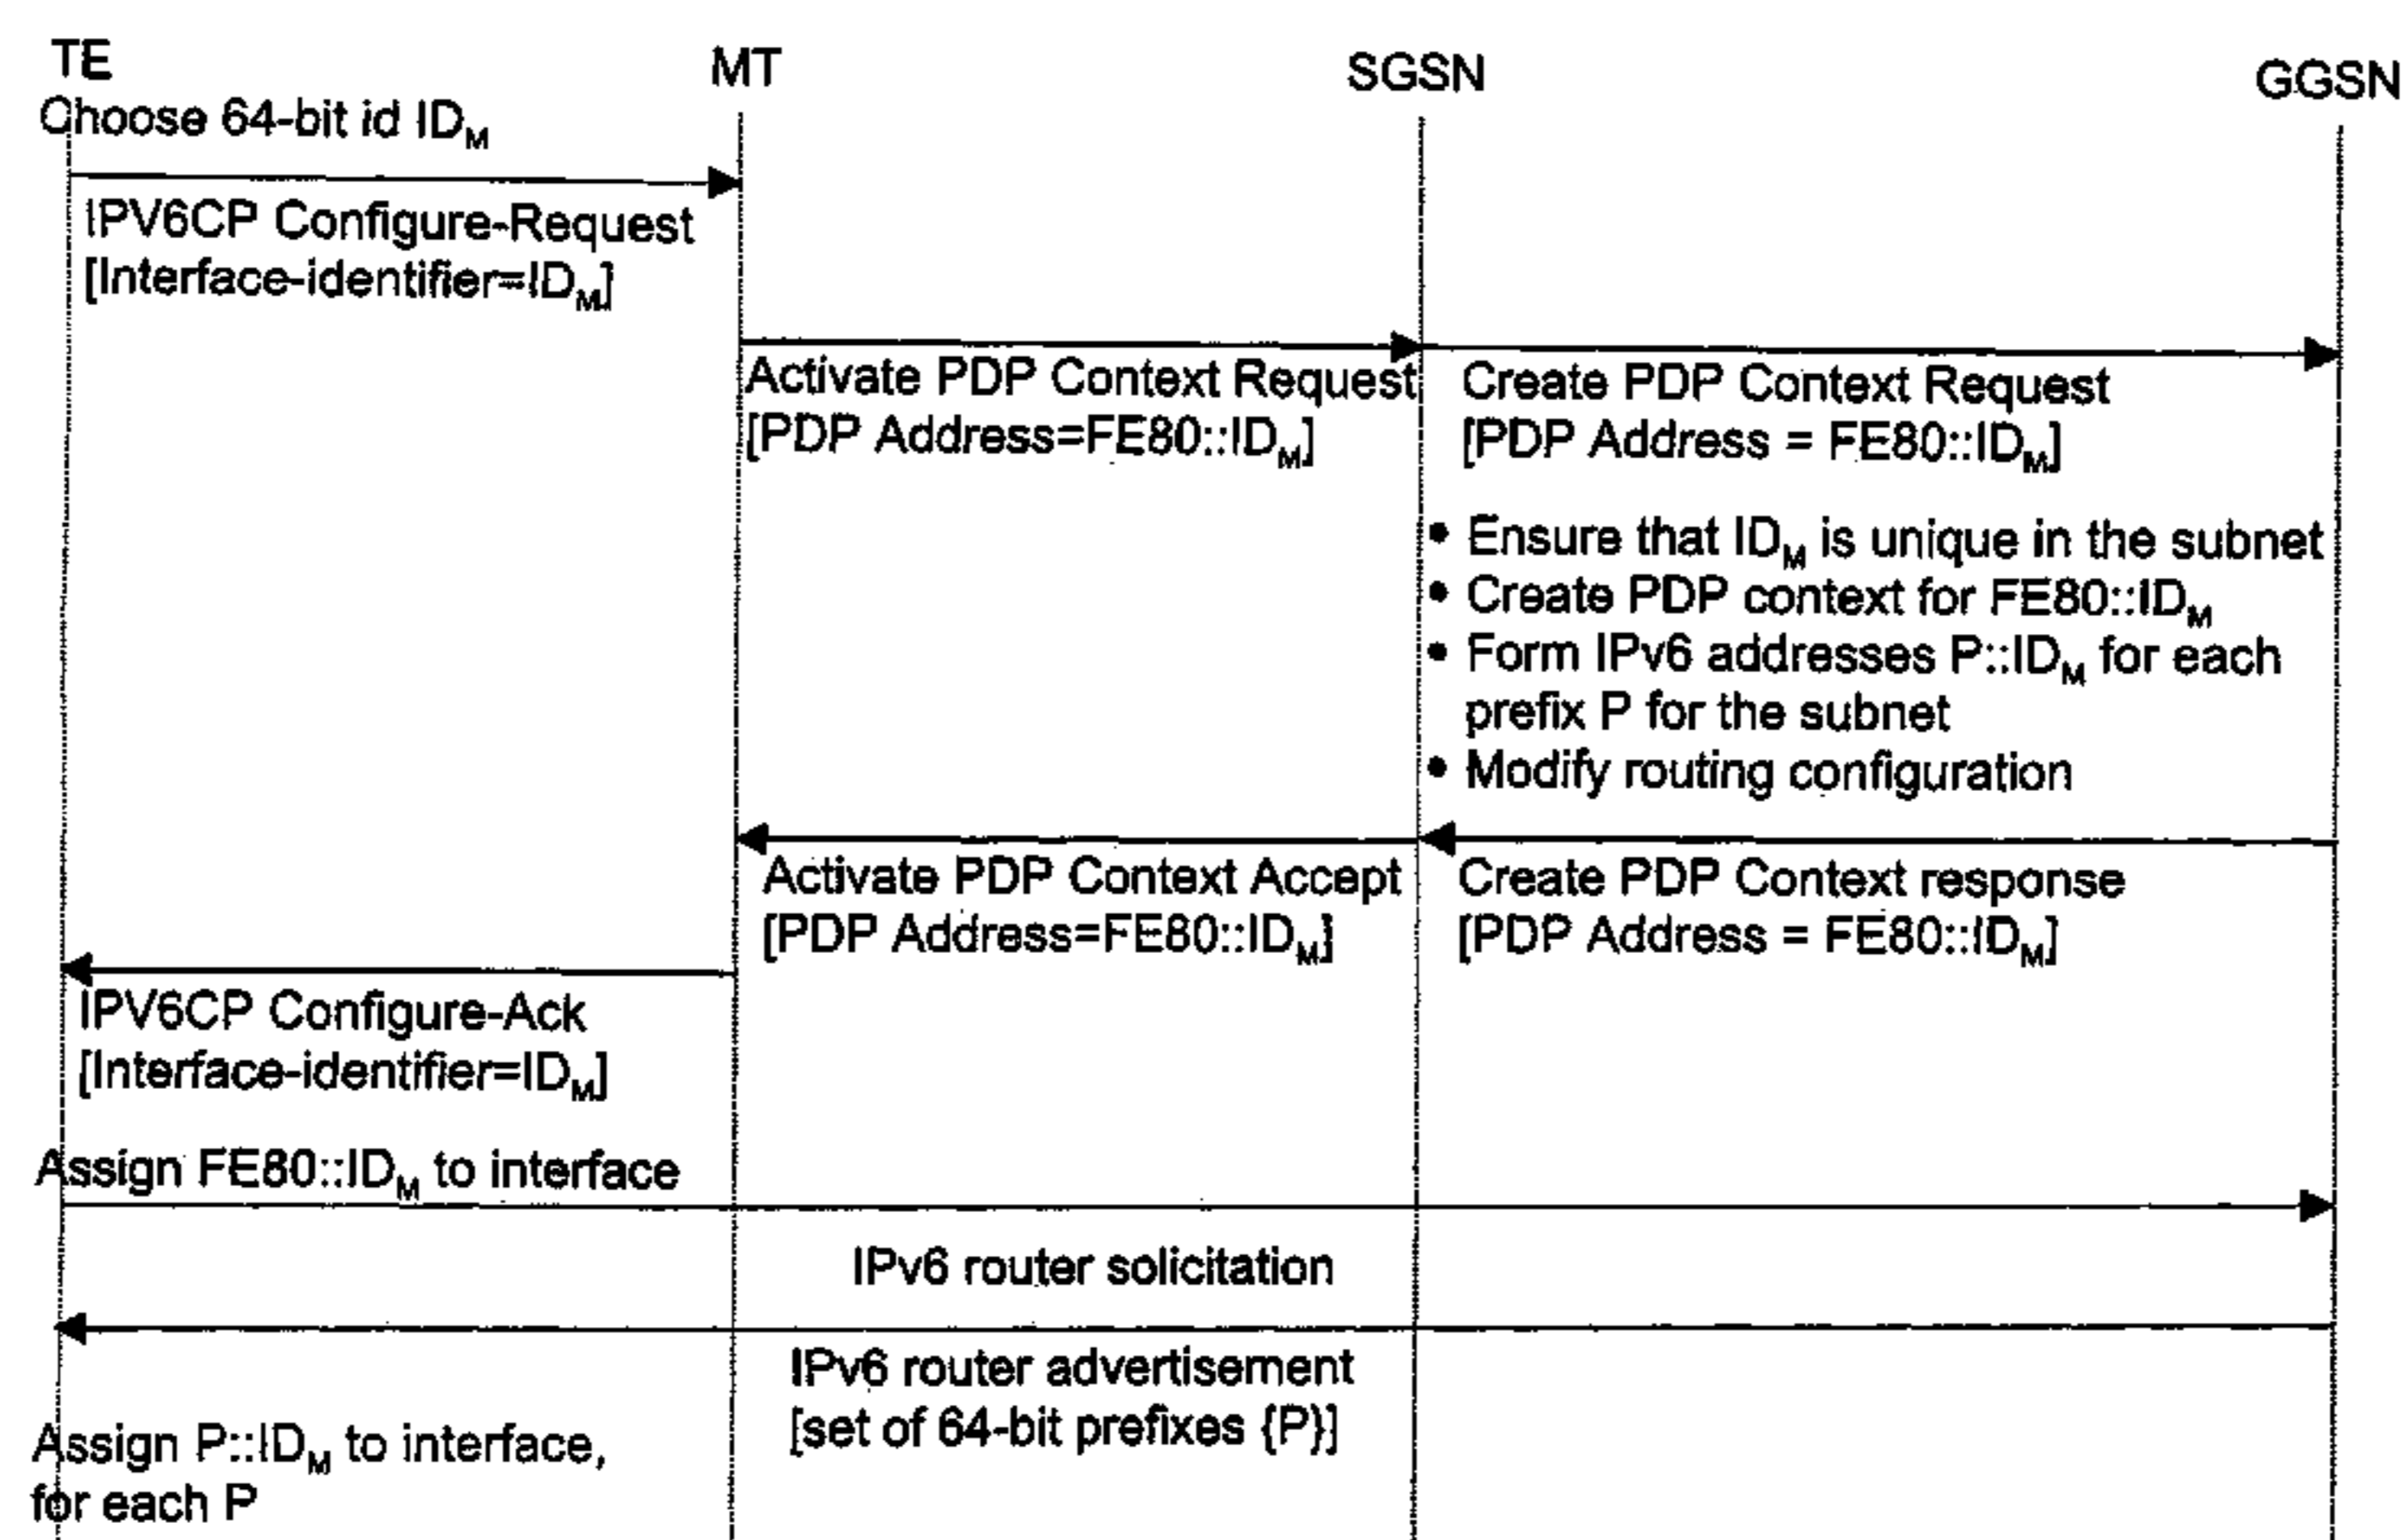 TE
MT
SGSN
GGSN
Choose 64-bit id ID_M
IPV6CP Configure-Request
[Interface-identifier=ID_M]
Activate PDP Context Request
[PDP Address=FE80::ID_M]
Create PDP Context Request
[PDP Address = FE80::ID_M]
• Ensure that ID_M is unique in the subnet
• Create PDP context for FE80::ID_M
• Form IPv6 addresses P::ID_M for each
prefix P for the subnet
• Modify routing configuration
Activate PDP Context Accept
[PDP Address=FE80::ID_M]
Create PDP Context response
[PDP Address = FE80::ID_M]
IPV6CP Configure-Ack
[Interface-identifier=ID_M]
Assign FE80::ID_M to interface
IPv6 router solicitation
IPv6 router advertisement
[set of 64-bit prefixes {P}]
Assign P::ID_M to interface,
for each P